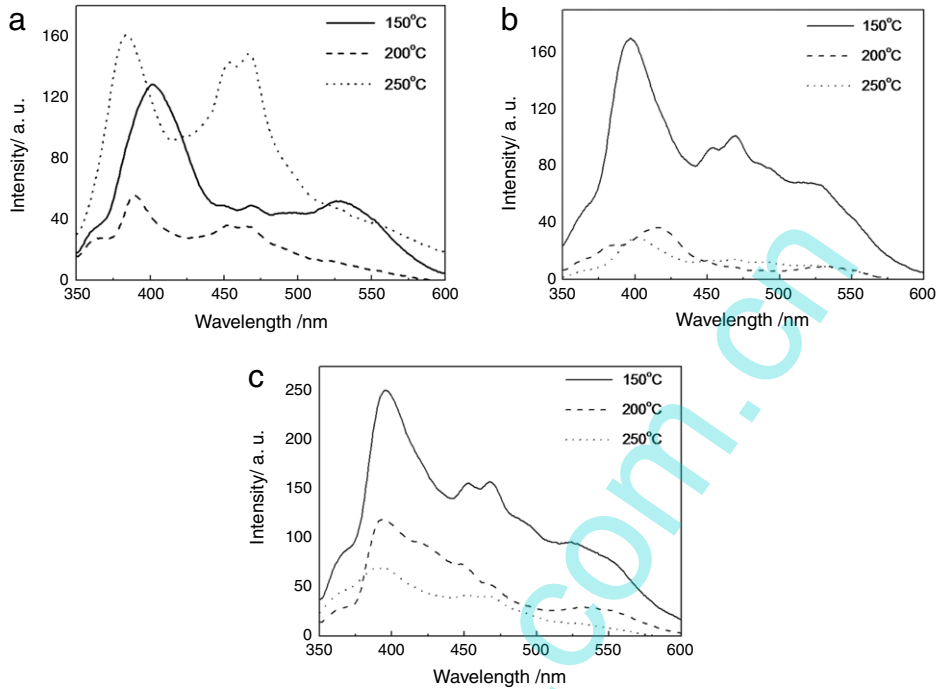 a
150°C
200°C
250°C
160
120
80
40
0
350 400 450 500 550 600
Intensity/ a. u.
Wavelength /nm
b
150°C
200°C
250°C
160
120
80
40
0
350 400 450 500 550 600
Intensity/ a. u.
Wavelength /nm
c
150°C
200°C
250°C
250
200
150
100
50
0
350 400 450 500 550 600
Intensity/ a. u.
Wavelength /nm
.com.cn